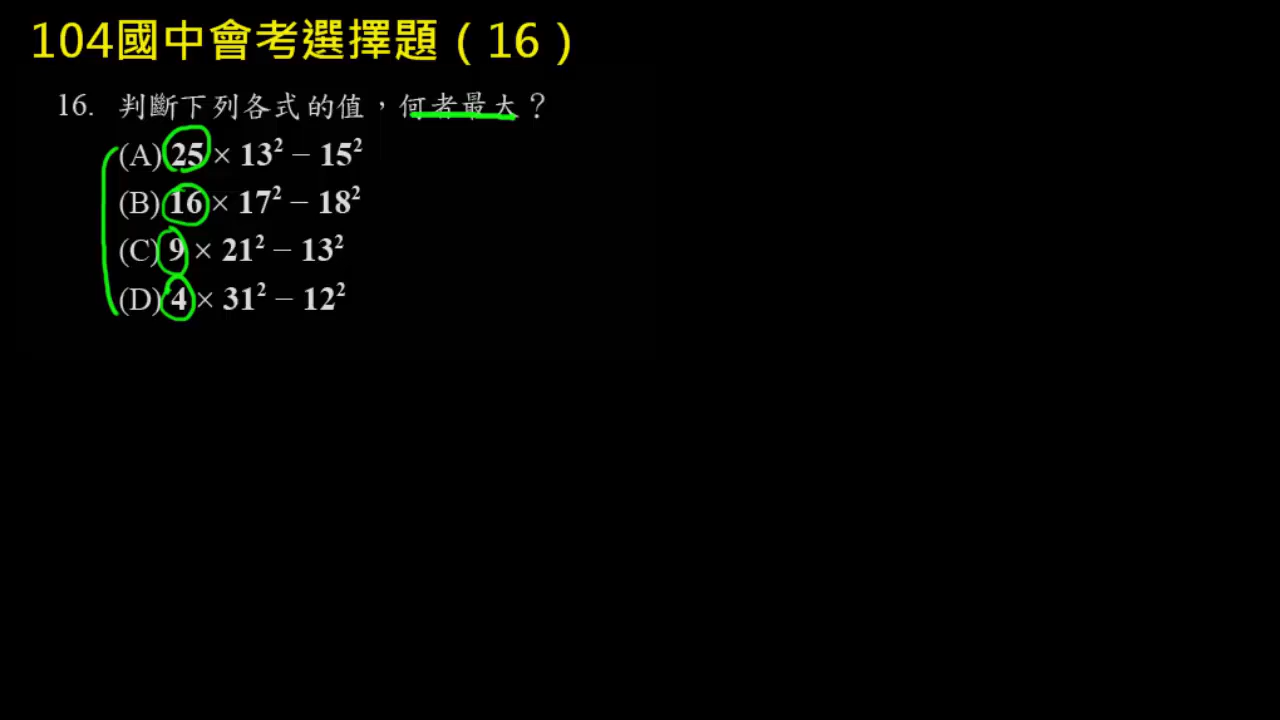 104國中會考選擇題（16）
16. 判斷下列各式的值，何者最大？
(A) 25 × 13² − 15²
(B) 16 × 17² − 18²
(C) 9 × 21² − 13²
(D) 4 × 31² − 12²